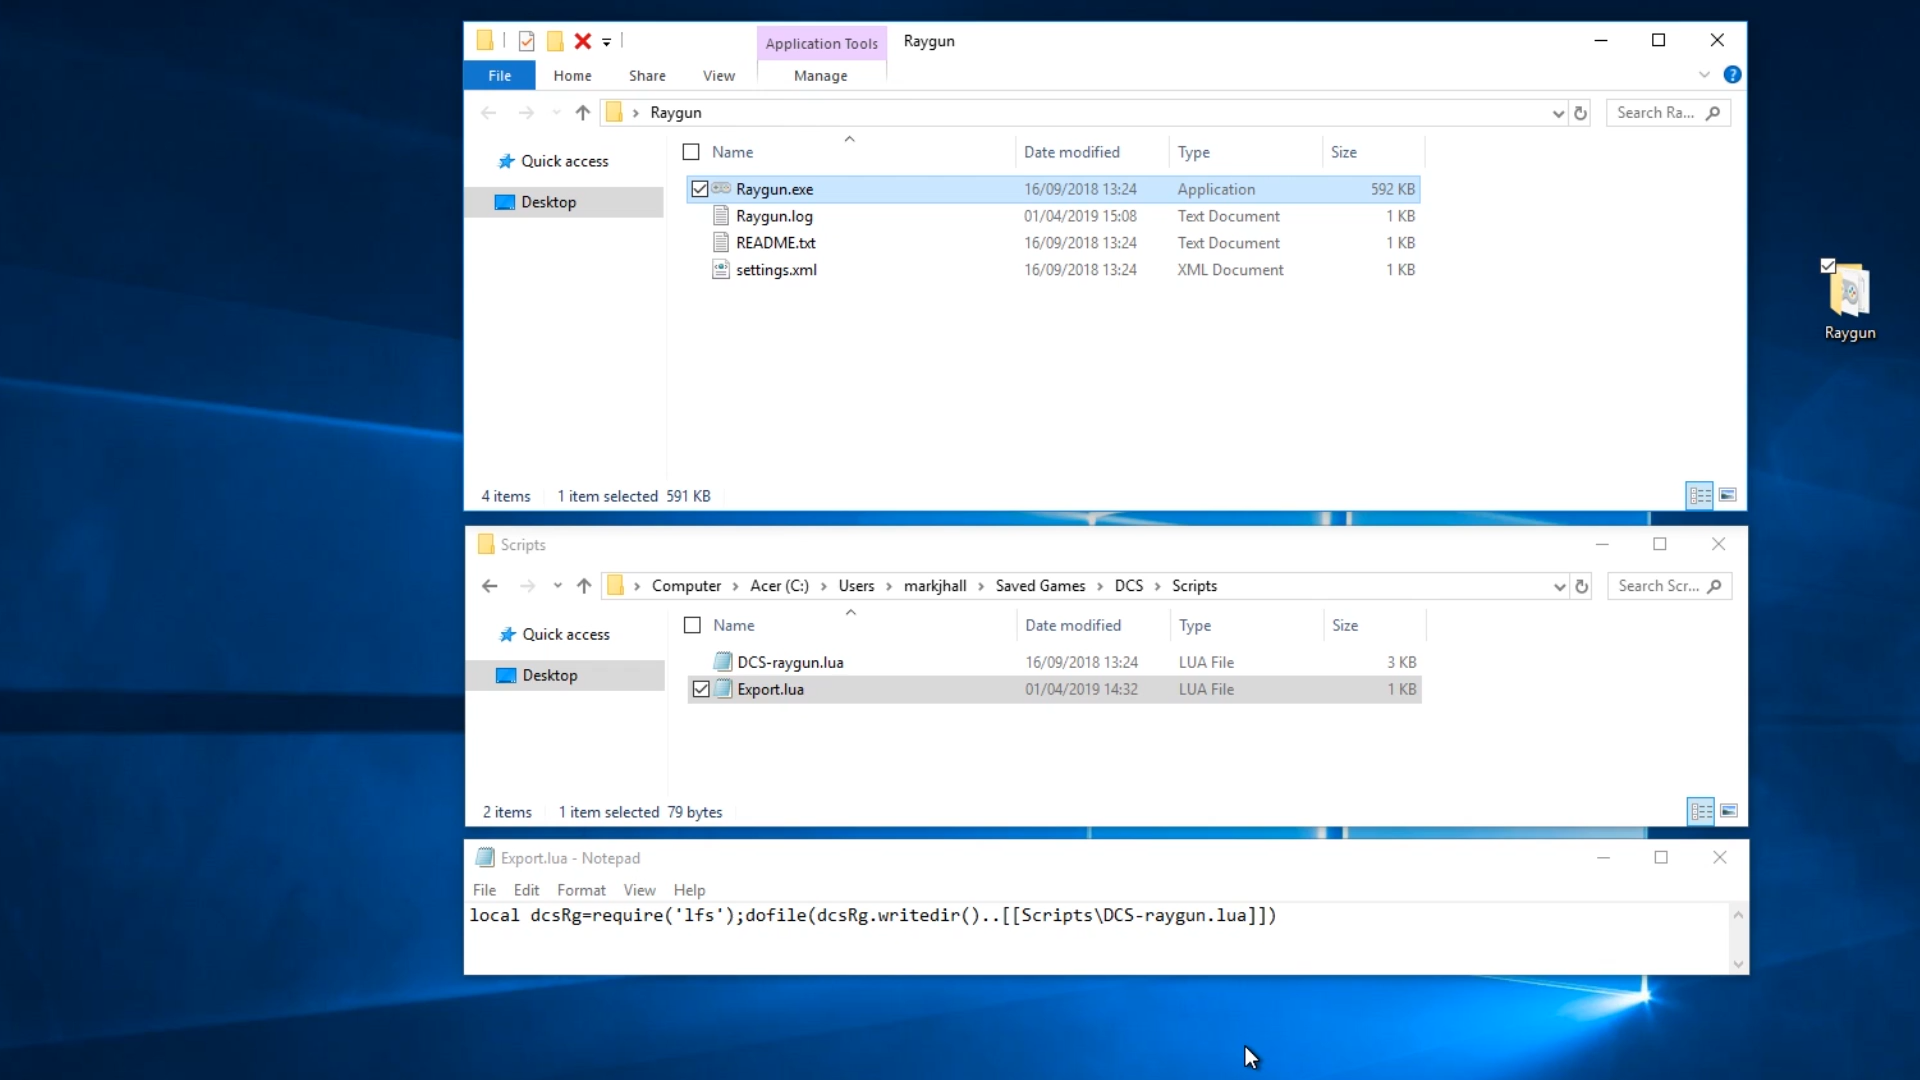 Application Tools
Raygun
File
Home
Share
View
Manage
?
Raygun
Search Ra...
Quick access
Desktop
Name
Date modified
Type
Size
Raygun.exe
16/09/2018 13:24
Application
592 KB
Raygun.log
01/04/2019 15:08
Text Document
1 KB
README.txt
16/09/2018 13:24
Text Document
1 KB
settings.xml
16/09/2018 13:24
XML Document
1 KB
4 items
1 item selected 591 KB
Raygun
Scripts
Computer › Acer (C:) › Users › markjhall › Saved Games › DCS › Scripts
Search Scr...
Quick access
Desktop
Name
Date modified
Type
Size
DCS-raygun.lua
16/09/2018 13:24
LUA File
3 KB
Export.lua
01/04/2019 14:32
LUA File
1 KB
2 items
1 item selected 79 bytes
Export.lua - Notepad
File
Edit
Format
View
Help
local dcsRg=require('lfs');dofile(dcsRg.writedir()..[[Scripts\DCS-raygun.lua]])